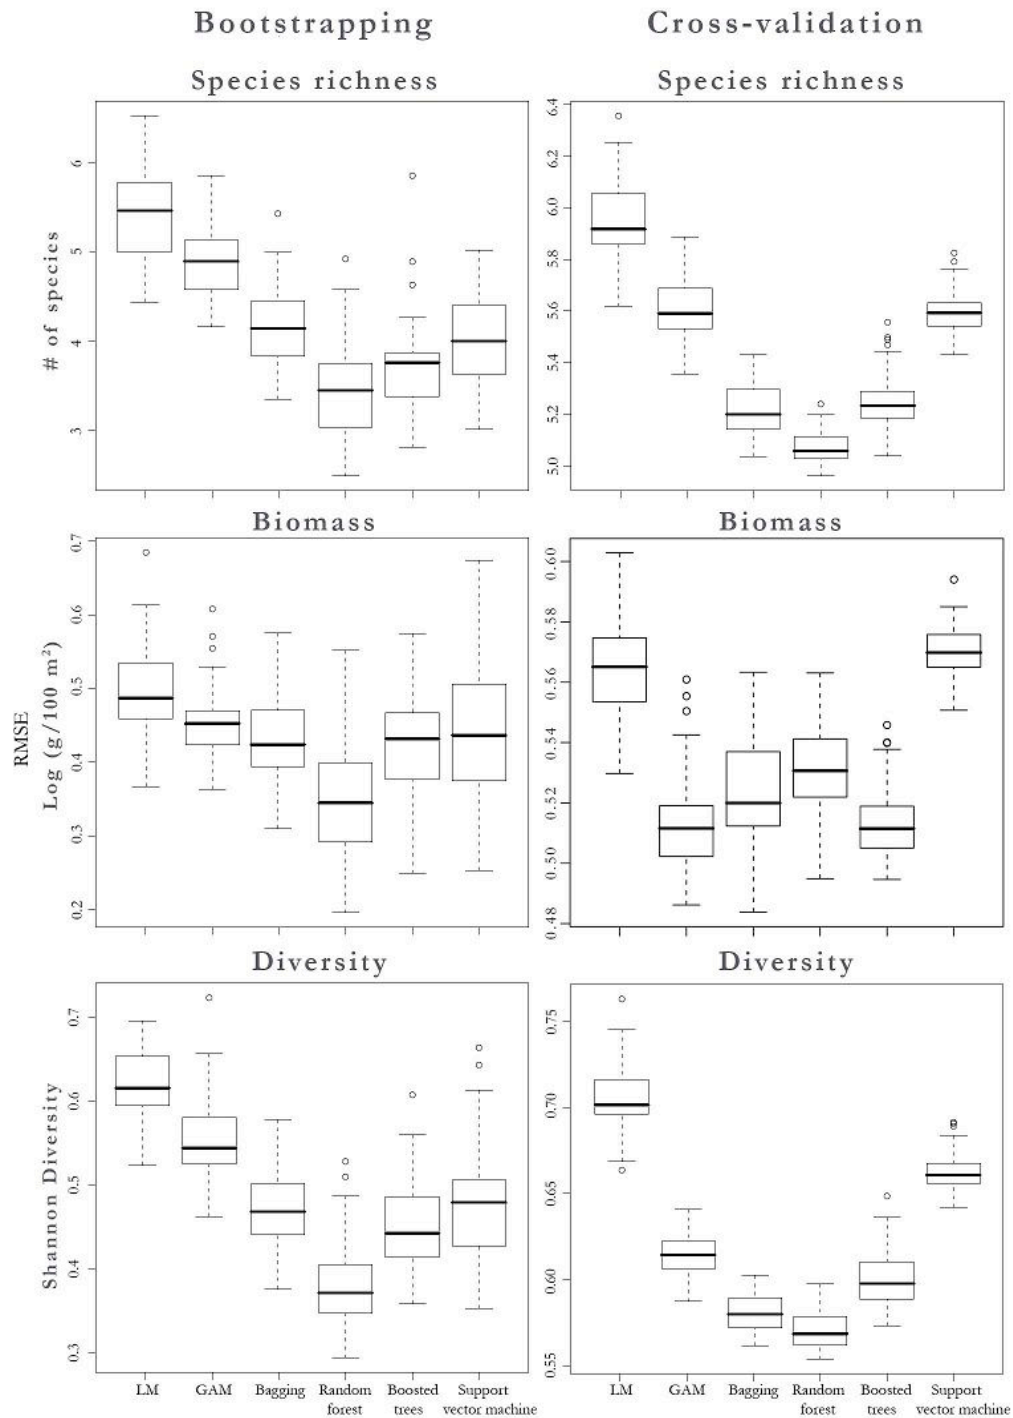 Bootstrapping
Cross-validation
Species richness
Species richness
# of species
6
5
4
3
6.4
6.2
6.0
5.8
5.6
5.4
5.2
5.0
Biomass
Biomass
RMSE
Log (g/100 m²)
0.7
0.6
0.5
0.4
0.3
0.2
0.60
0.58
0.56
0.54
0.52
0.50
0.48
Diversity
Diversity
Shannon Diversity
0.7
0.6
0.5
0.4
0.3
0.75
0.70
0.65
0.60
0.55
LM GAM Bagging Random Boosted Support
forest trees vector machine
LM GAM Bagging Random Boosted Support
forest trees vector machine